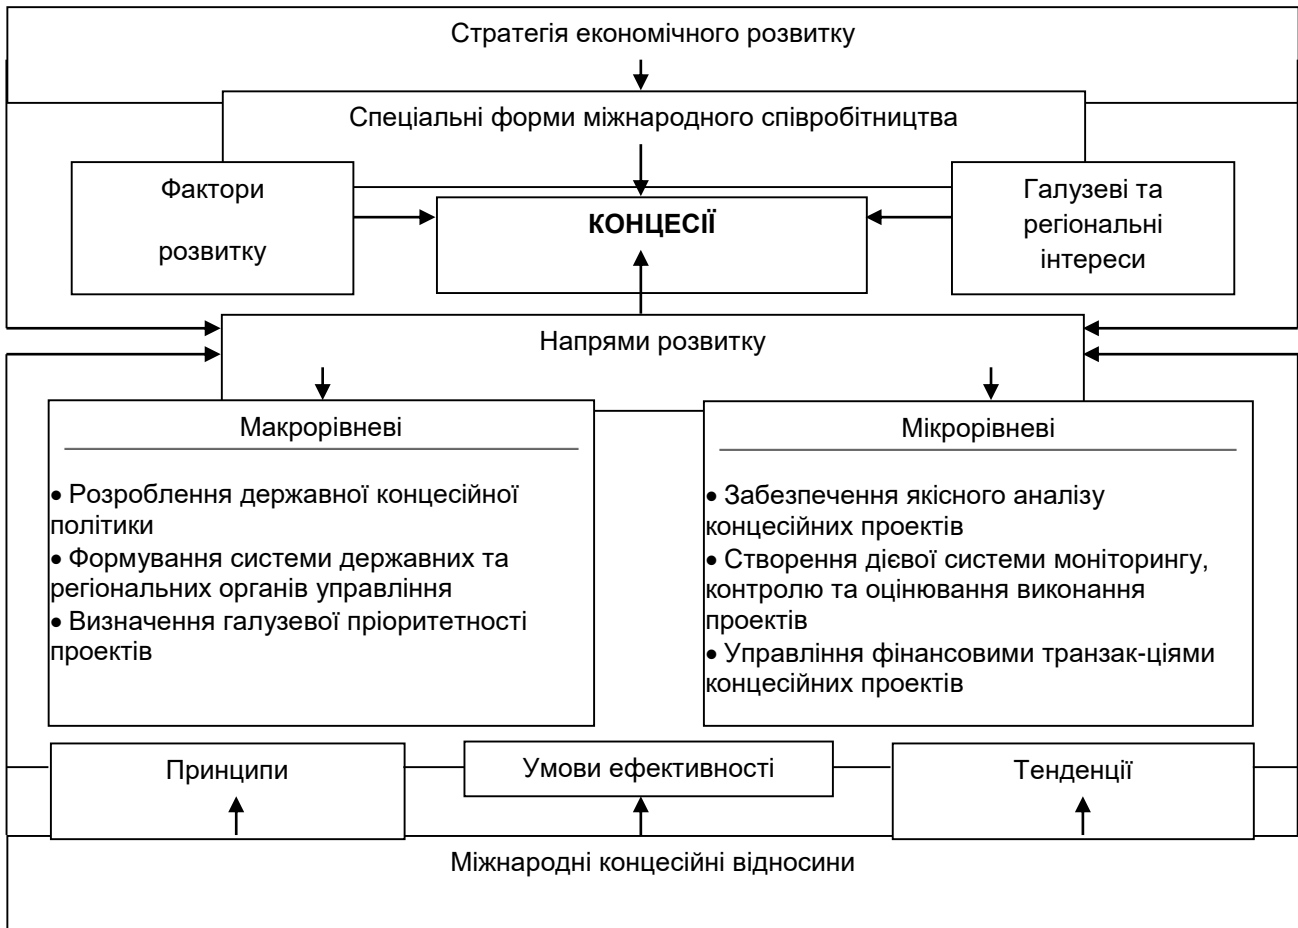 Стратегія економічного розвитку
Спеціальні форми міжнародного співробітництва
Фактори
розвитку
КОНЦЕСІЇ
Галузеві та
регіональні
інтереси
Напрями розвитку
Макрорівневі
• Розроблення державної концесійної
політики
• Формування системи державних та
регіональних органів управління
• Визначення галузевої пріоритетності
проектів
Мікрорівневі
• Забезпечення якісного аналізу
концесійних проектів
• Створення дієвої системи моніторингу,
контролю та оцінювання виконання
проектів
• Управління фінансовими транзак-ціями
концесійних проектів
Принципи
Умови ефективності
Тенденції
Міжнародні концесійні відносини